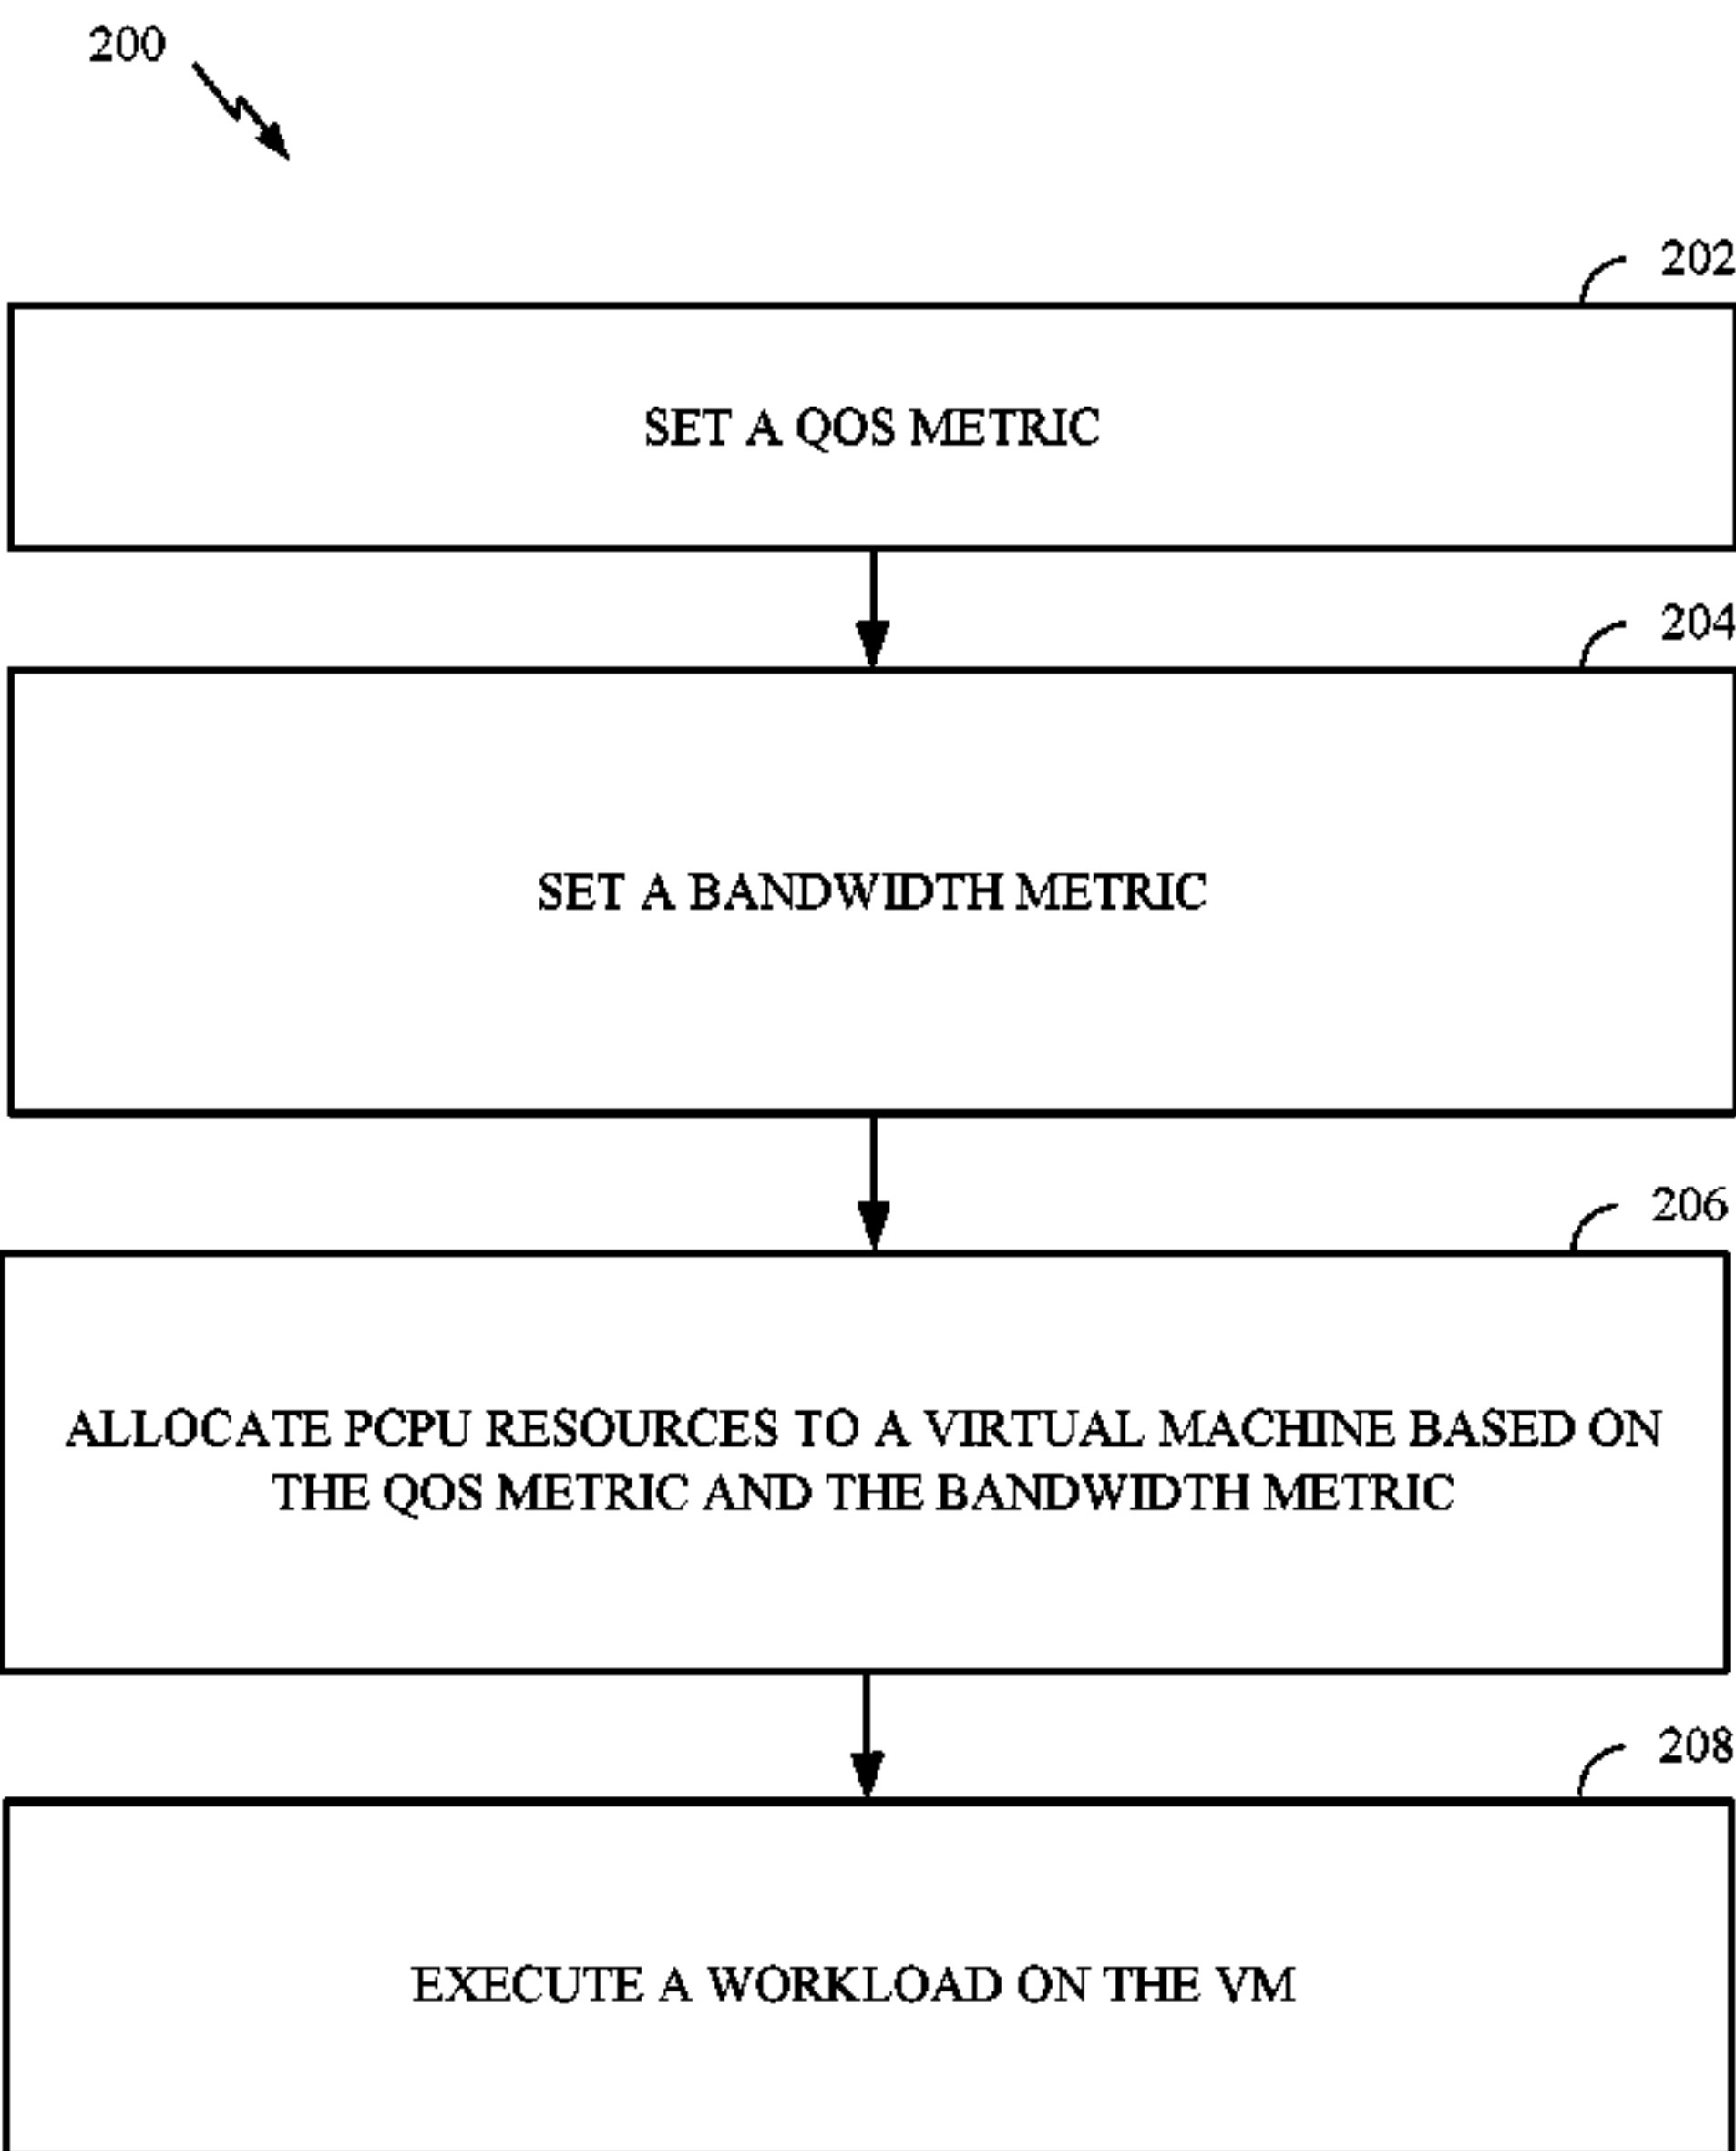 200
202
SET A QOS METRIC
204
SET A BANDWIDTH METRIC
206
ALLOCATE PCPU RESOURCES TO A VIRTUAL MACHINE BASED ON
THE QOS METRIC AND THE BANDWIDTH METRIC
208
EXECUTE A WORKLOAD ON THE VM